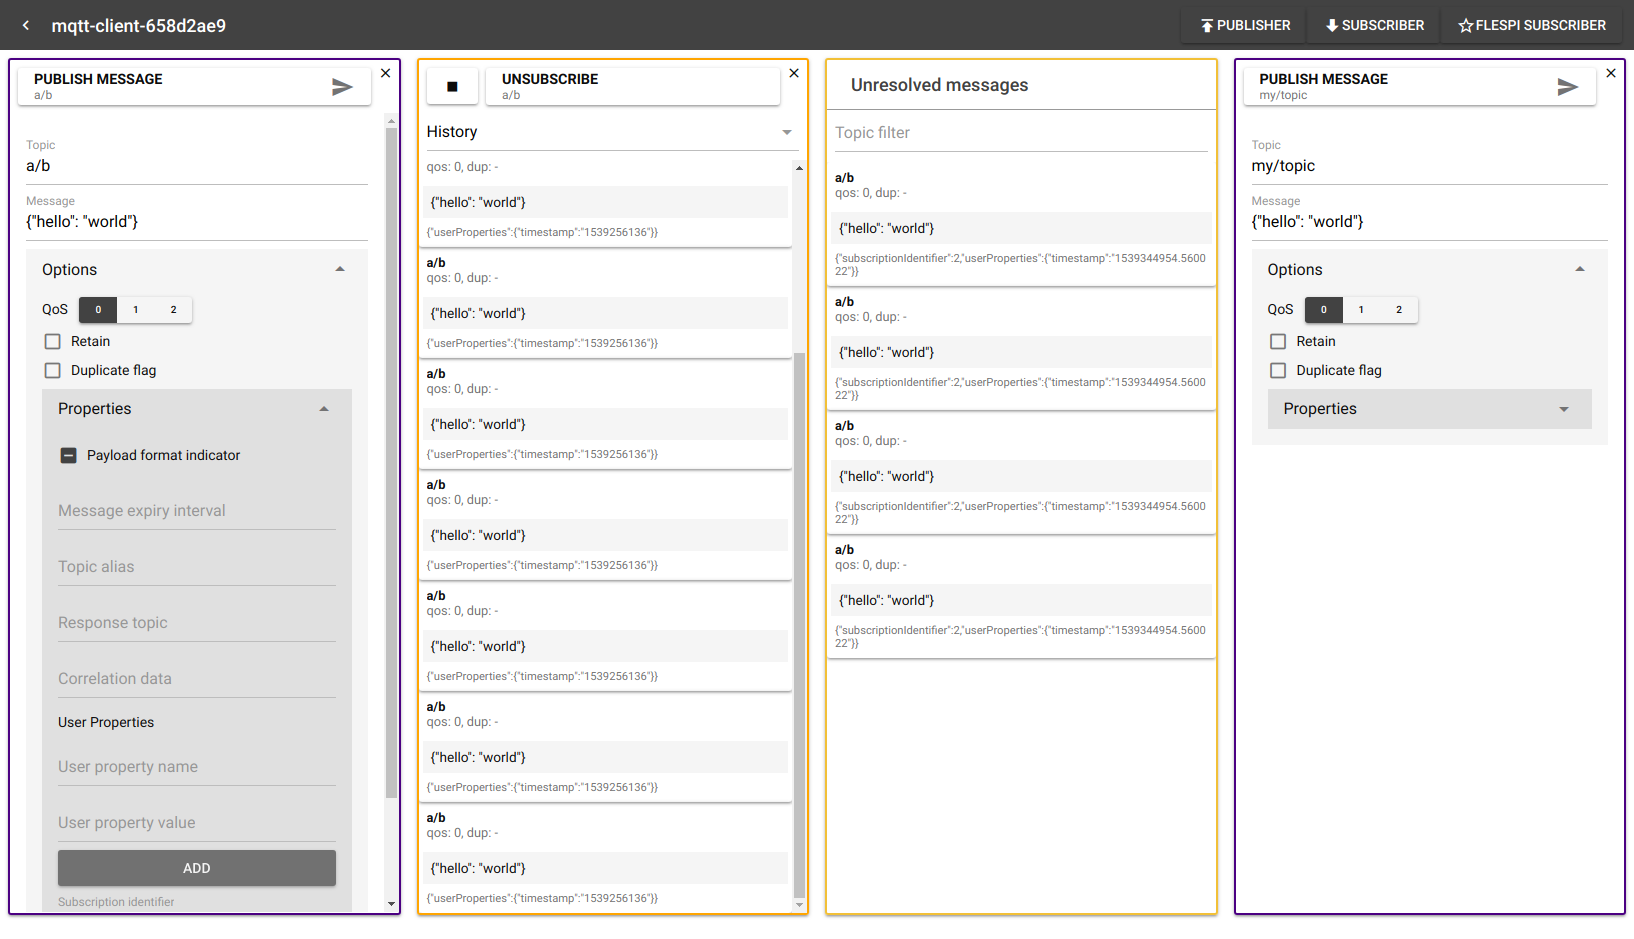 mqtt-client-658d2ae9
PUBLISHER
SUBSCRIBER
FLESPI SUBSCRIBER
PUBLISH MESSAGE
a/b
Topic
a/b
Message
{"hello": "world"}
Options
QoS
0
1
2
Retain
Duplicate flag
Properties
Payload format indicator
Message expiry interval
Topic alias
Response topic
Correlation data
User Properties
User property name
User property value
ADD
Subscription identifier
UNSUBSCRIBE
a/b
History
qos: 0, dup: -
{"hello": "world"}
{"userProperties":{"timestamp":"1539256136"}}
a/b
qos: 0, dup: -
{"hello": "world"}
{"userProperties":{"timestamp":"1539256136"}}
a/b
qos: 0, dup: -
{"hello": "world"}
{"userProperties":{"timestamp":"1539256136"}}
a/b
qos: 0, dup: -
{"hello": "world"}
{"userProperties":{"timestamp":"1539256136"}}
a/b
qos: 0, dup: -
{"hello": "world"}
{"userProperties":{"timestamp":"1539256136"}}
a/b
qos: 0, dup: -
{"hello": "world"}
{"userProperties":{"timestamp":"1539256136"}}
a/b
qos: 0, dup: -
{"hello": "world"}
{"userProperties":{"timestamp":"1539256136"}}
Unresolved messages
Topic filter
a/b
qos: 0, dup: -
{"hello": "world"}
{"subscriptionIdentifier":2,"userProperties":{"timestamp":"1539344954.5600
22"}}
a/b
qos: 0, dup: -
{"hello": "world"}
{"subscriptionIdentifier":2,"userProperties":{"timestamp":"1539344954.5600
22"}}
a/b
qos: 0, dup: -
{"hello": "world"}
{"subscriptionIdentifier":2,"userProperties":{"timestamp":"1539344954.5600
22"}}
a/b
qos: 0, dup: -
{"hello": "world"}
{"subscriptionIdentifier":2,"userProperties":{"timestamp":"1539344954.5600
22"}}
PUBLISH MESSAGE
my/topic
Topic
my/topic
Message
{"hello": "world"}
Options
QoS
0
1
2
Retain
Duplicate flag
Properties